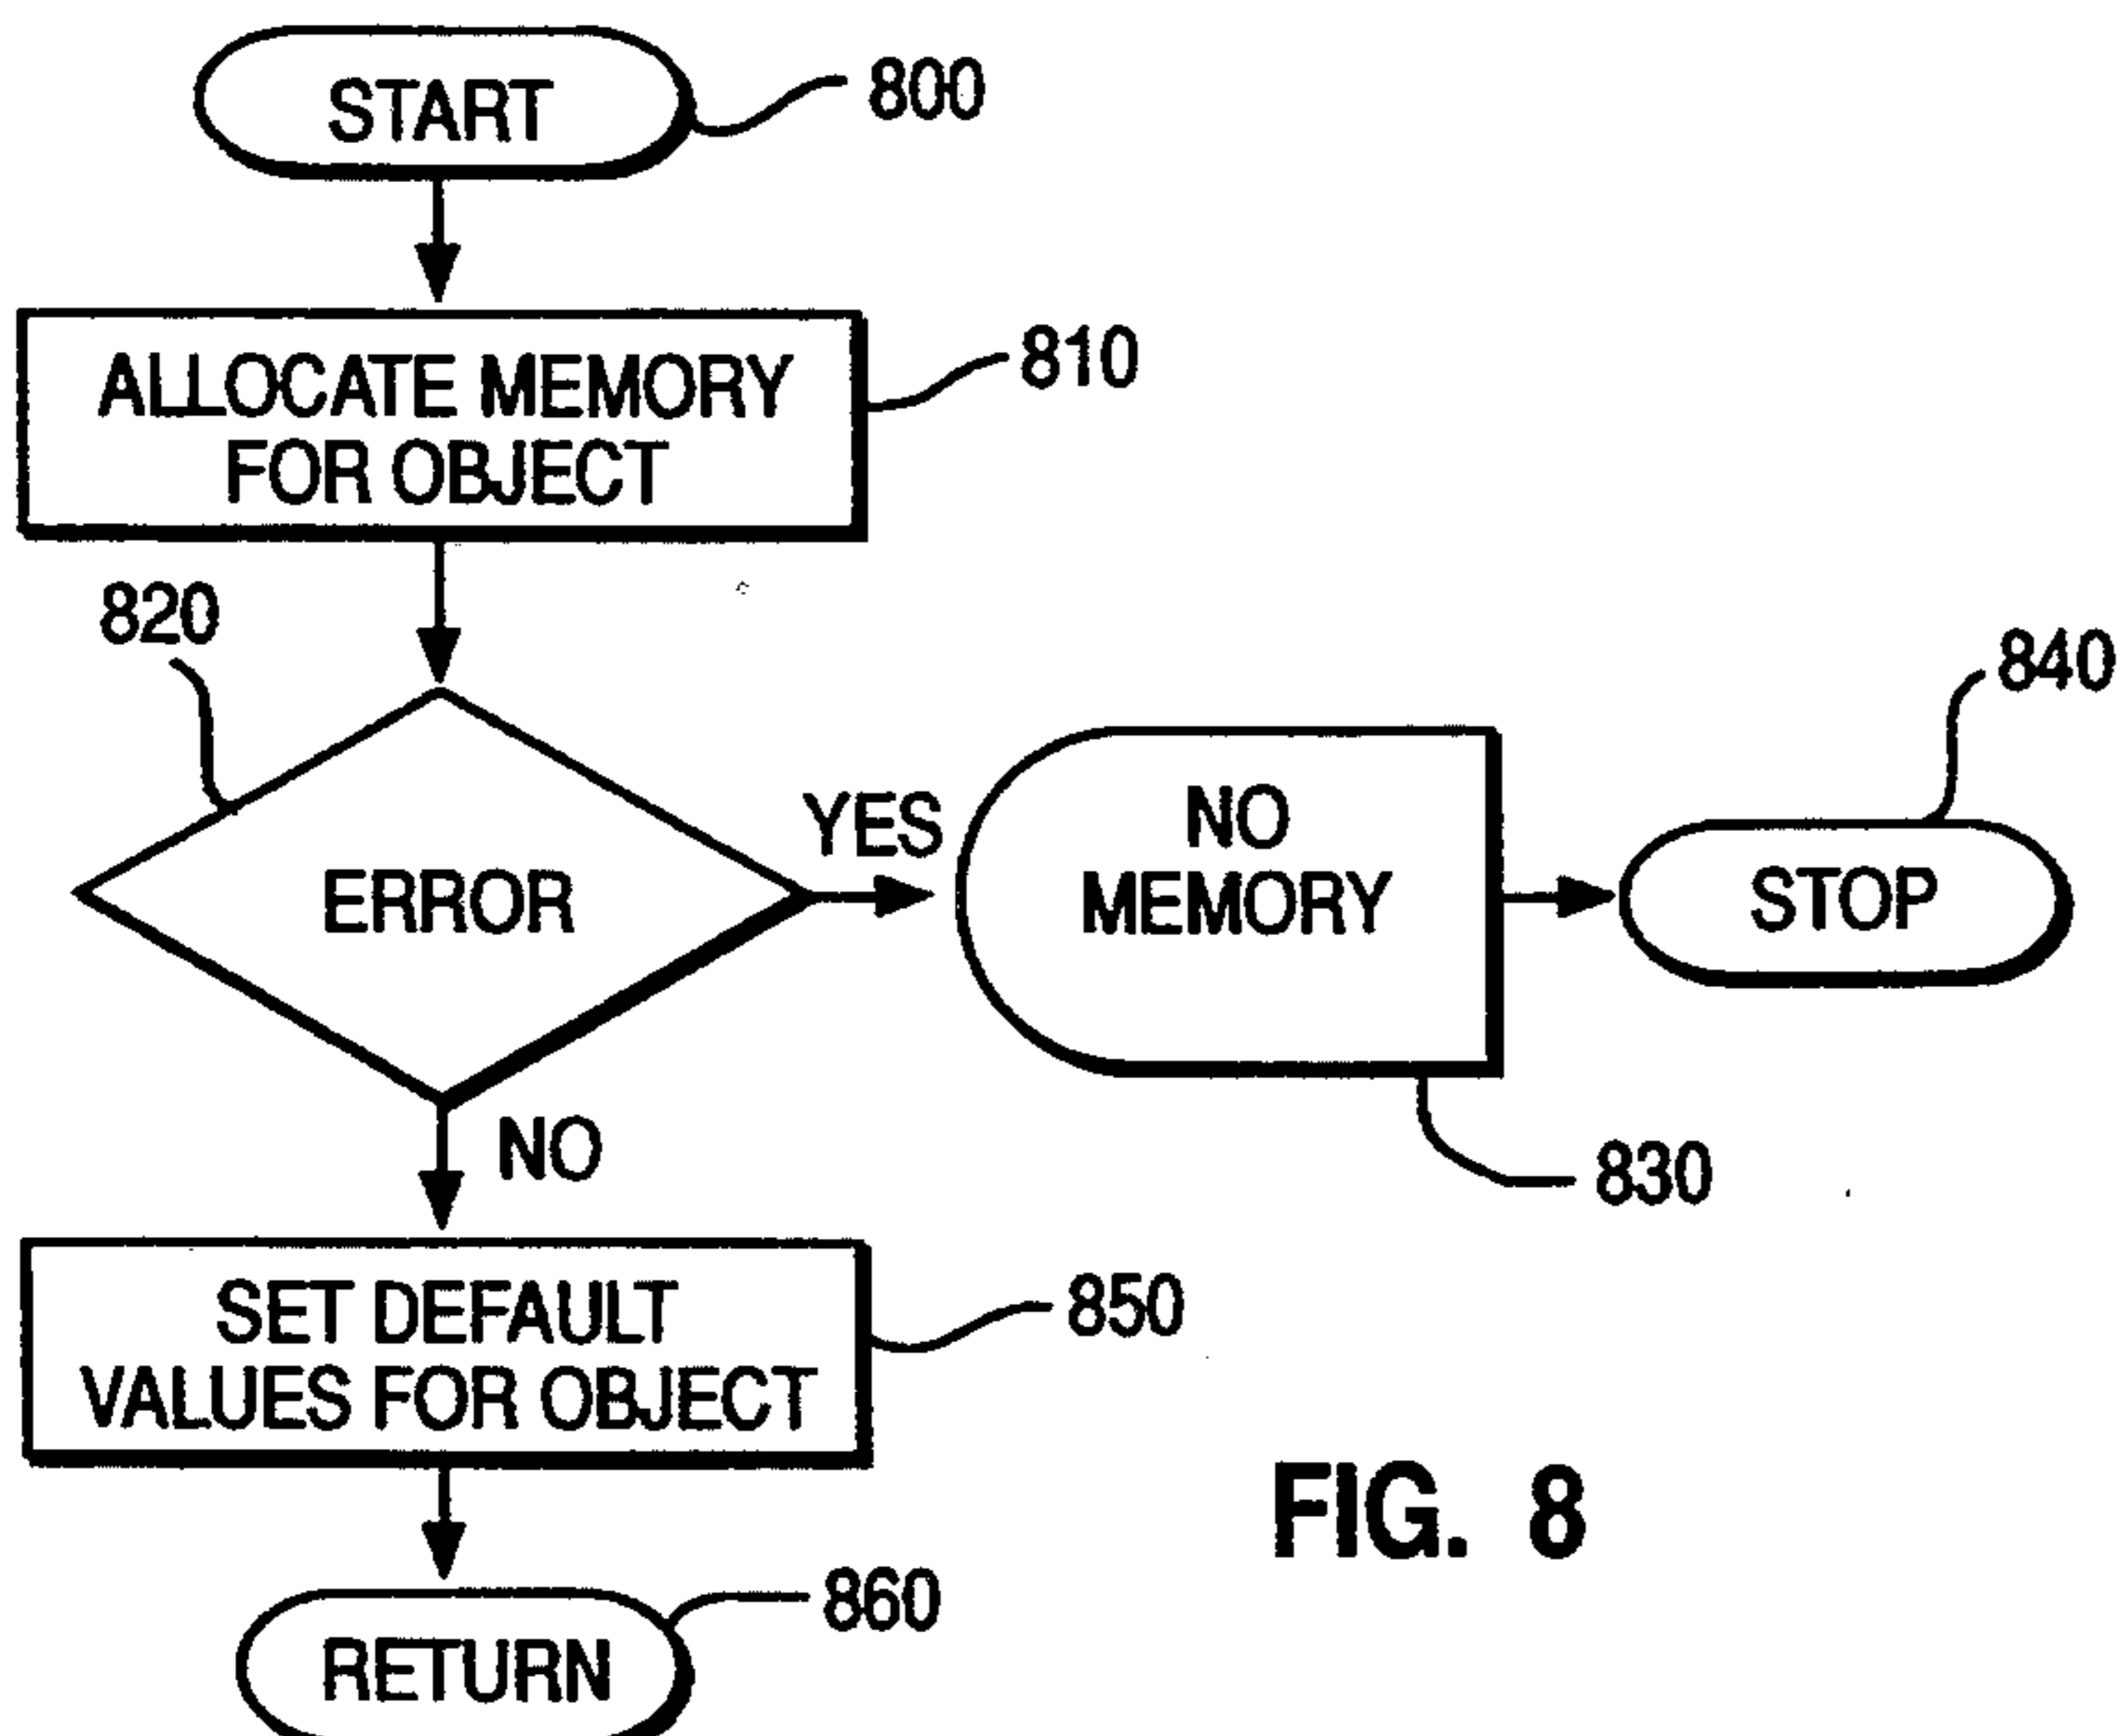 START
800
ALLOCATE MEMORY
FOR OBJECT
810
820
ERROR
YES
NO
MEMORY
830
STOP
840
NO
SET DEFAULT
VALUES FOR OBJECT
850
RETURN
860
FIG. 8